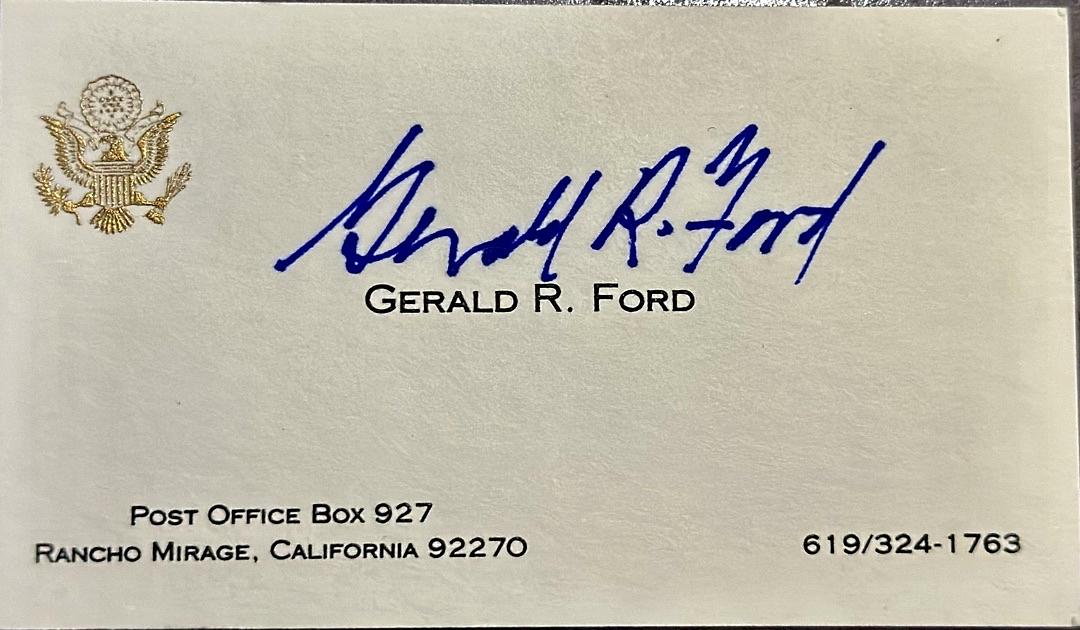 Gerald R. Ford
GERALD R. FORD
POST OFFICE BOX 927
RANCHO MIRAGE, CALIFORNIA 92270
619/324-1763